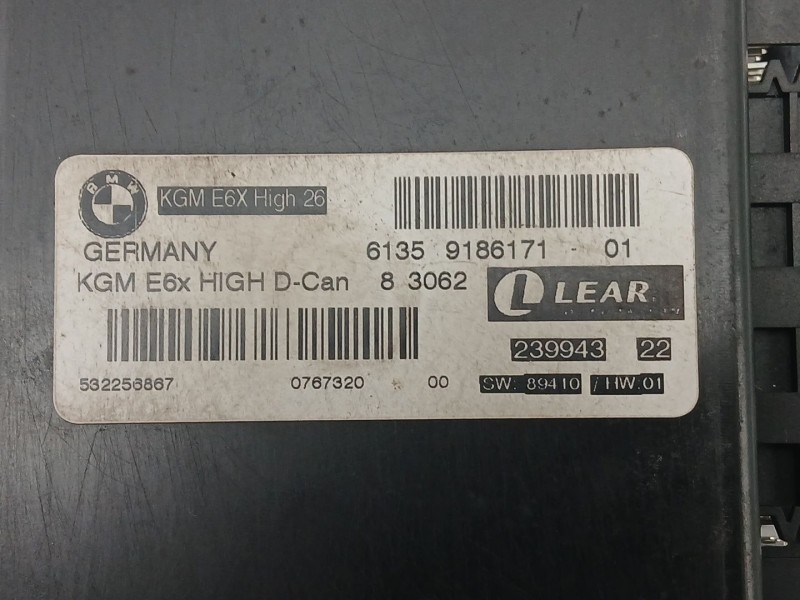 BMW
KGM E6X High 26
GERMANY 6135 9186171 - 01
KGM E6x HIGH D-Can 8 3062
L LEAR
239943 22
532256867 0767320 00 SW: 89410 / HW:01